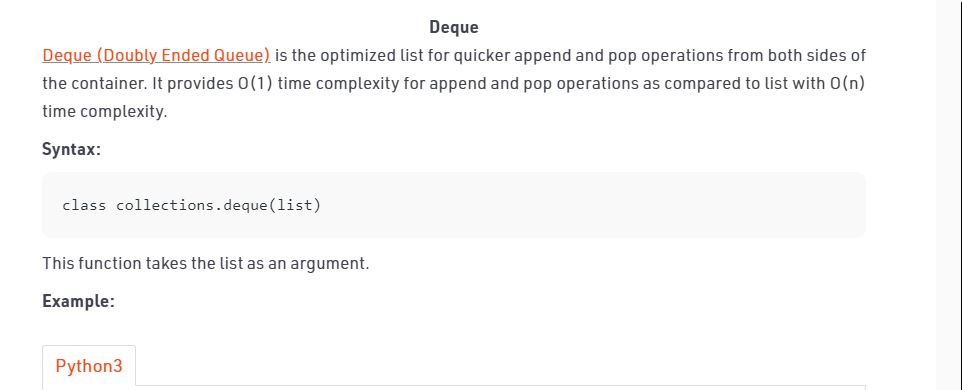 Deque
Deque (Doubly Ended Queue) is the optimized list for quicker append and pop operations from both sides of
the container. It provides O(1) time complexity for append and pop operations as compared to list with O(n)
time complexity.
Syntax:
class collections.deque(list)
This function takes the list as an argument.
Example:
Python3